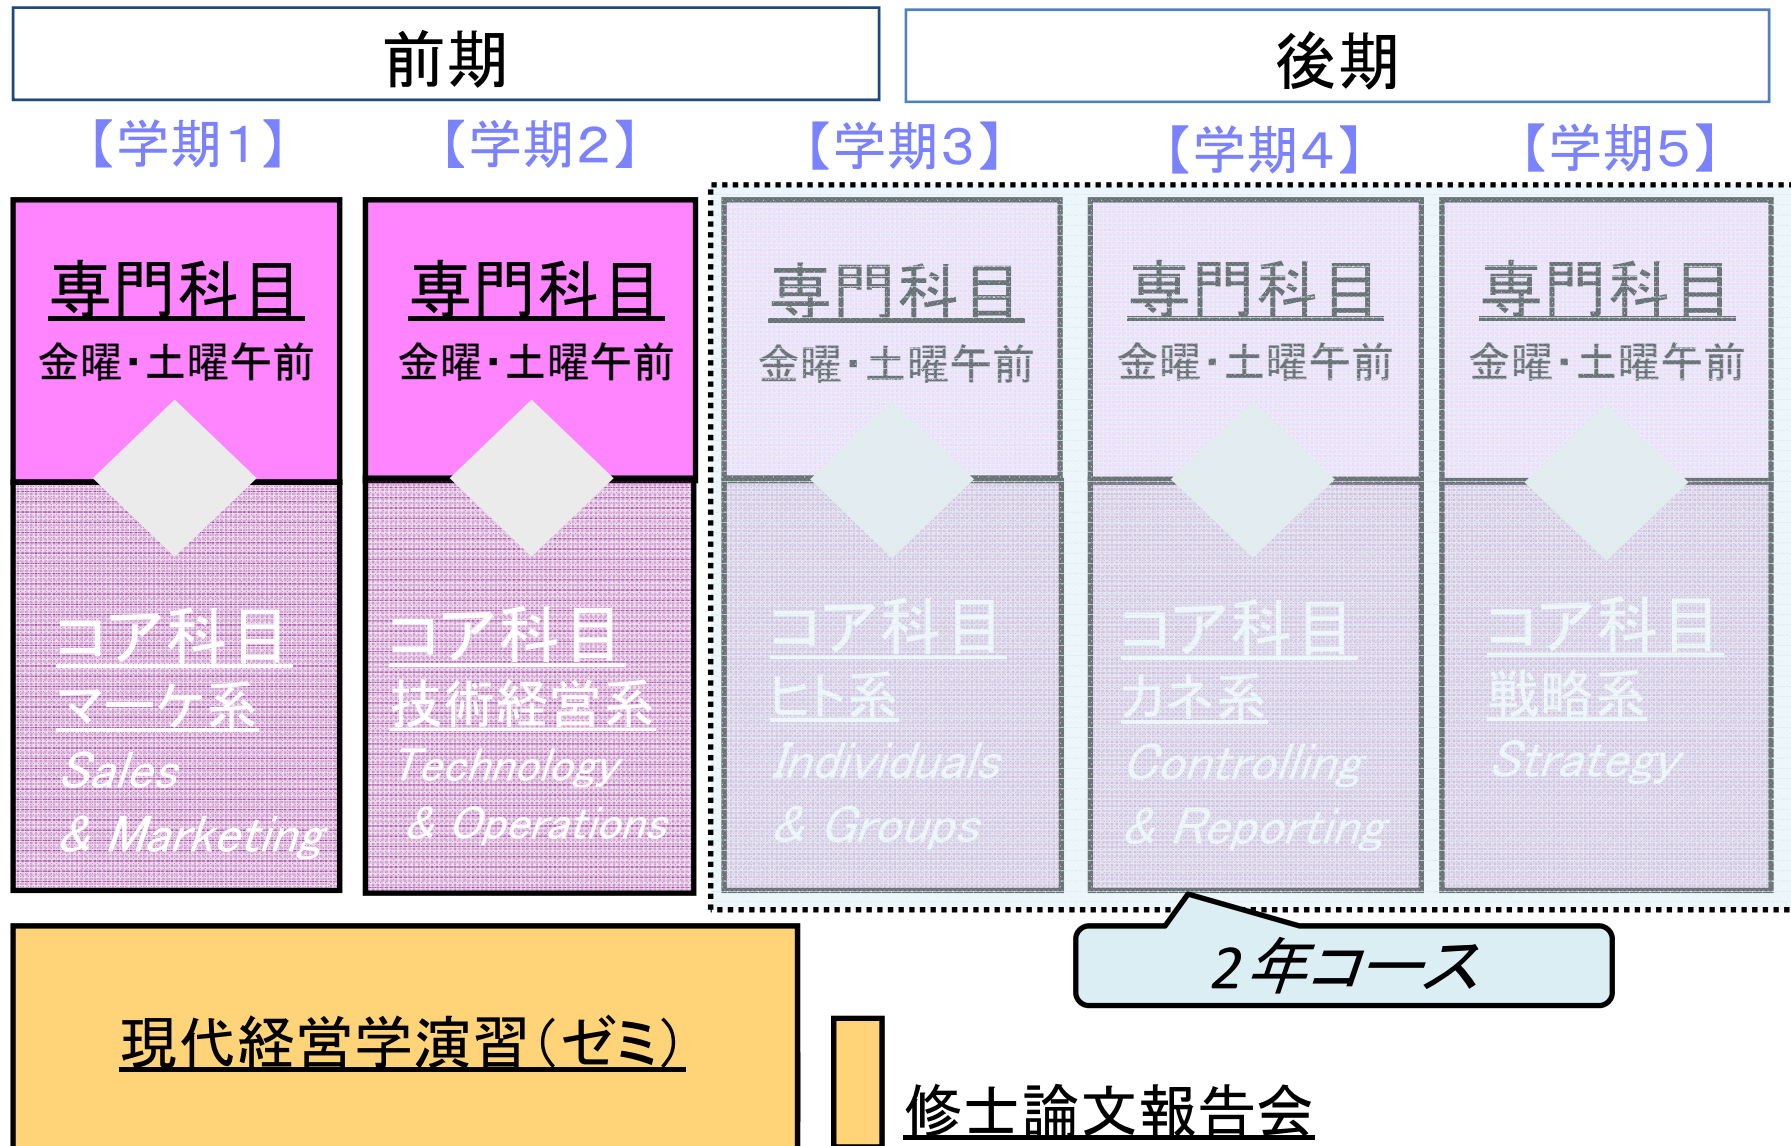 前期
後期
【学期1】
【学期2】
【学期3】
【学期4】
【学期5】
専門科目
金曜・土曜午前
専門科目
金曜・土曜午前
専門科目
金曜・土曜午前
専門科目
金曜・土曜午前
専門科目
金曜・土曜午前
コア科目
マーケ系
Sales
& Marketing
コア科目
技術経営系
Technology
& Operations
コア科目
ヒト系
Individuals
& Groups
コア科目
カネ系
Controlling
& Reporting
コア科目
戦略系
Strategy
2年コース
現代経営学演習(ゼミ)
修士論文報告会